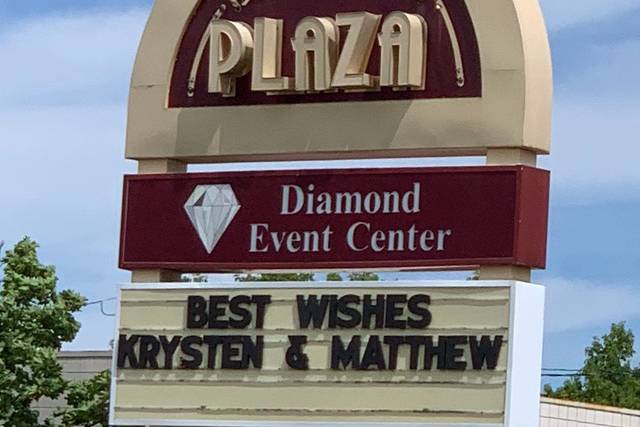 PLAZA
Diamond
Event Center
BEST WISHES
KRYSTEN & MATTHEW